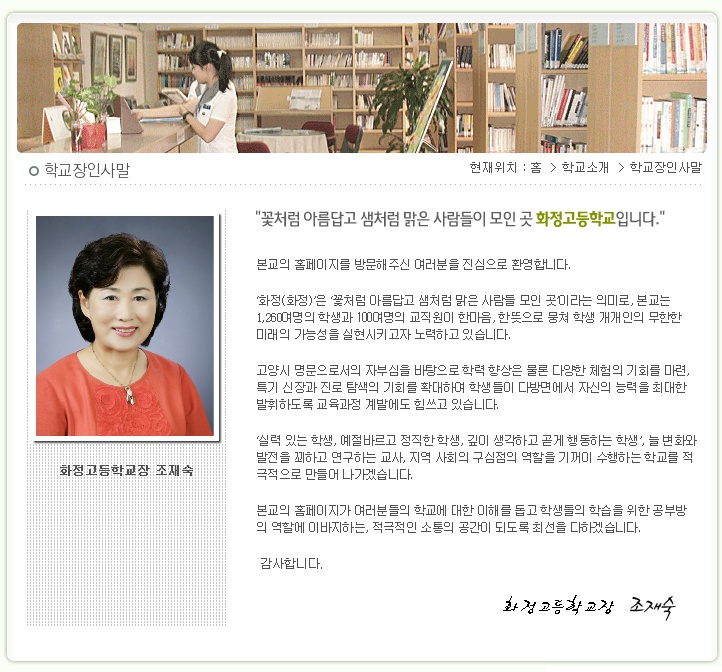 학교장인사말
현재위치 : 홈 > 학교소개 > 학교장인사말
"꽃처럼 아름답고 샘처럼 맑은 사람들이 모인 곳 화정고등학교입니다."
본교의 홈페이지를 방문해주신 여러분을 진심으로 환영합니다.
'화정(화정)'은 '꽃처럼 아름답고 샘처럼 맑은 사람들 모인 곳'이라는 의미로, 본교는
1,260여명의 학생과 100여명의 교직원이 한마음, 한뜻으로 뭉쳐 학생 개개인의 무한한
미래의 가능성을 실현시키고자 노력하고 있습니다.
고양시 명문으로서의 자부심을 바탕으로 학력 향상은 물론 다양한 체험의 기회를 마련,
특기 신장과 진로 탐색의 기회를 확대하여 학생들이 다방면에서 자신의 능력을 최대한
발휘하도록 교육과정 계발에도 힘쓰고 있습니다.
'실력 있는 학생, 예절바르고 정직한 학생, 깊이 생각하고 곧게 행동하는 학생', 늘 변화와
발전을 꾀하고 연구하는 교사, 지역 사회의 구심점의 역할을 기꺼이 수행하는 학교를 적
극적으로 만들어 나가겠습니다.
본교의 홈페이지가 여러분들의 학교에 대한 이해를 돕고 학생들의 학습을 위한 공부방
의 역할에 이바지하는, 적극적인 소통의 공간이 되도록 최선을 다하겠습니다.
감사합니다.
화정고등학교장 조재숙
화정고등학교장 조재숙